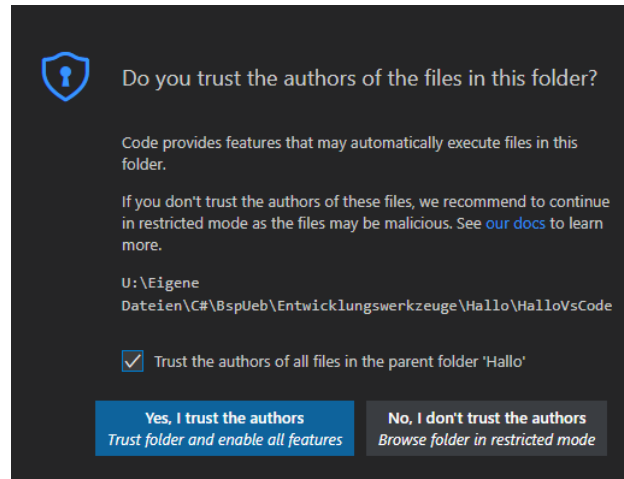 Do you trust the authors of the files in this folder?
Code provides features that may automatically execute files in this
folder.
If you don't trust the authors of these files, we recommend to continue
in restricted mode as the files may be malicious. See our docs to learn
more.
U:\Eigene
Dateien\C#\BspUeb\Entwicklungswerkzeuge\Hallo\HalloVsCode
Trust the authors of all files in the parent folder 'Hallo'
Yes, I trust the authors
Trust folder and enable all features
No, I don't trust the authors
Browse folder in restricted mode